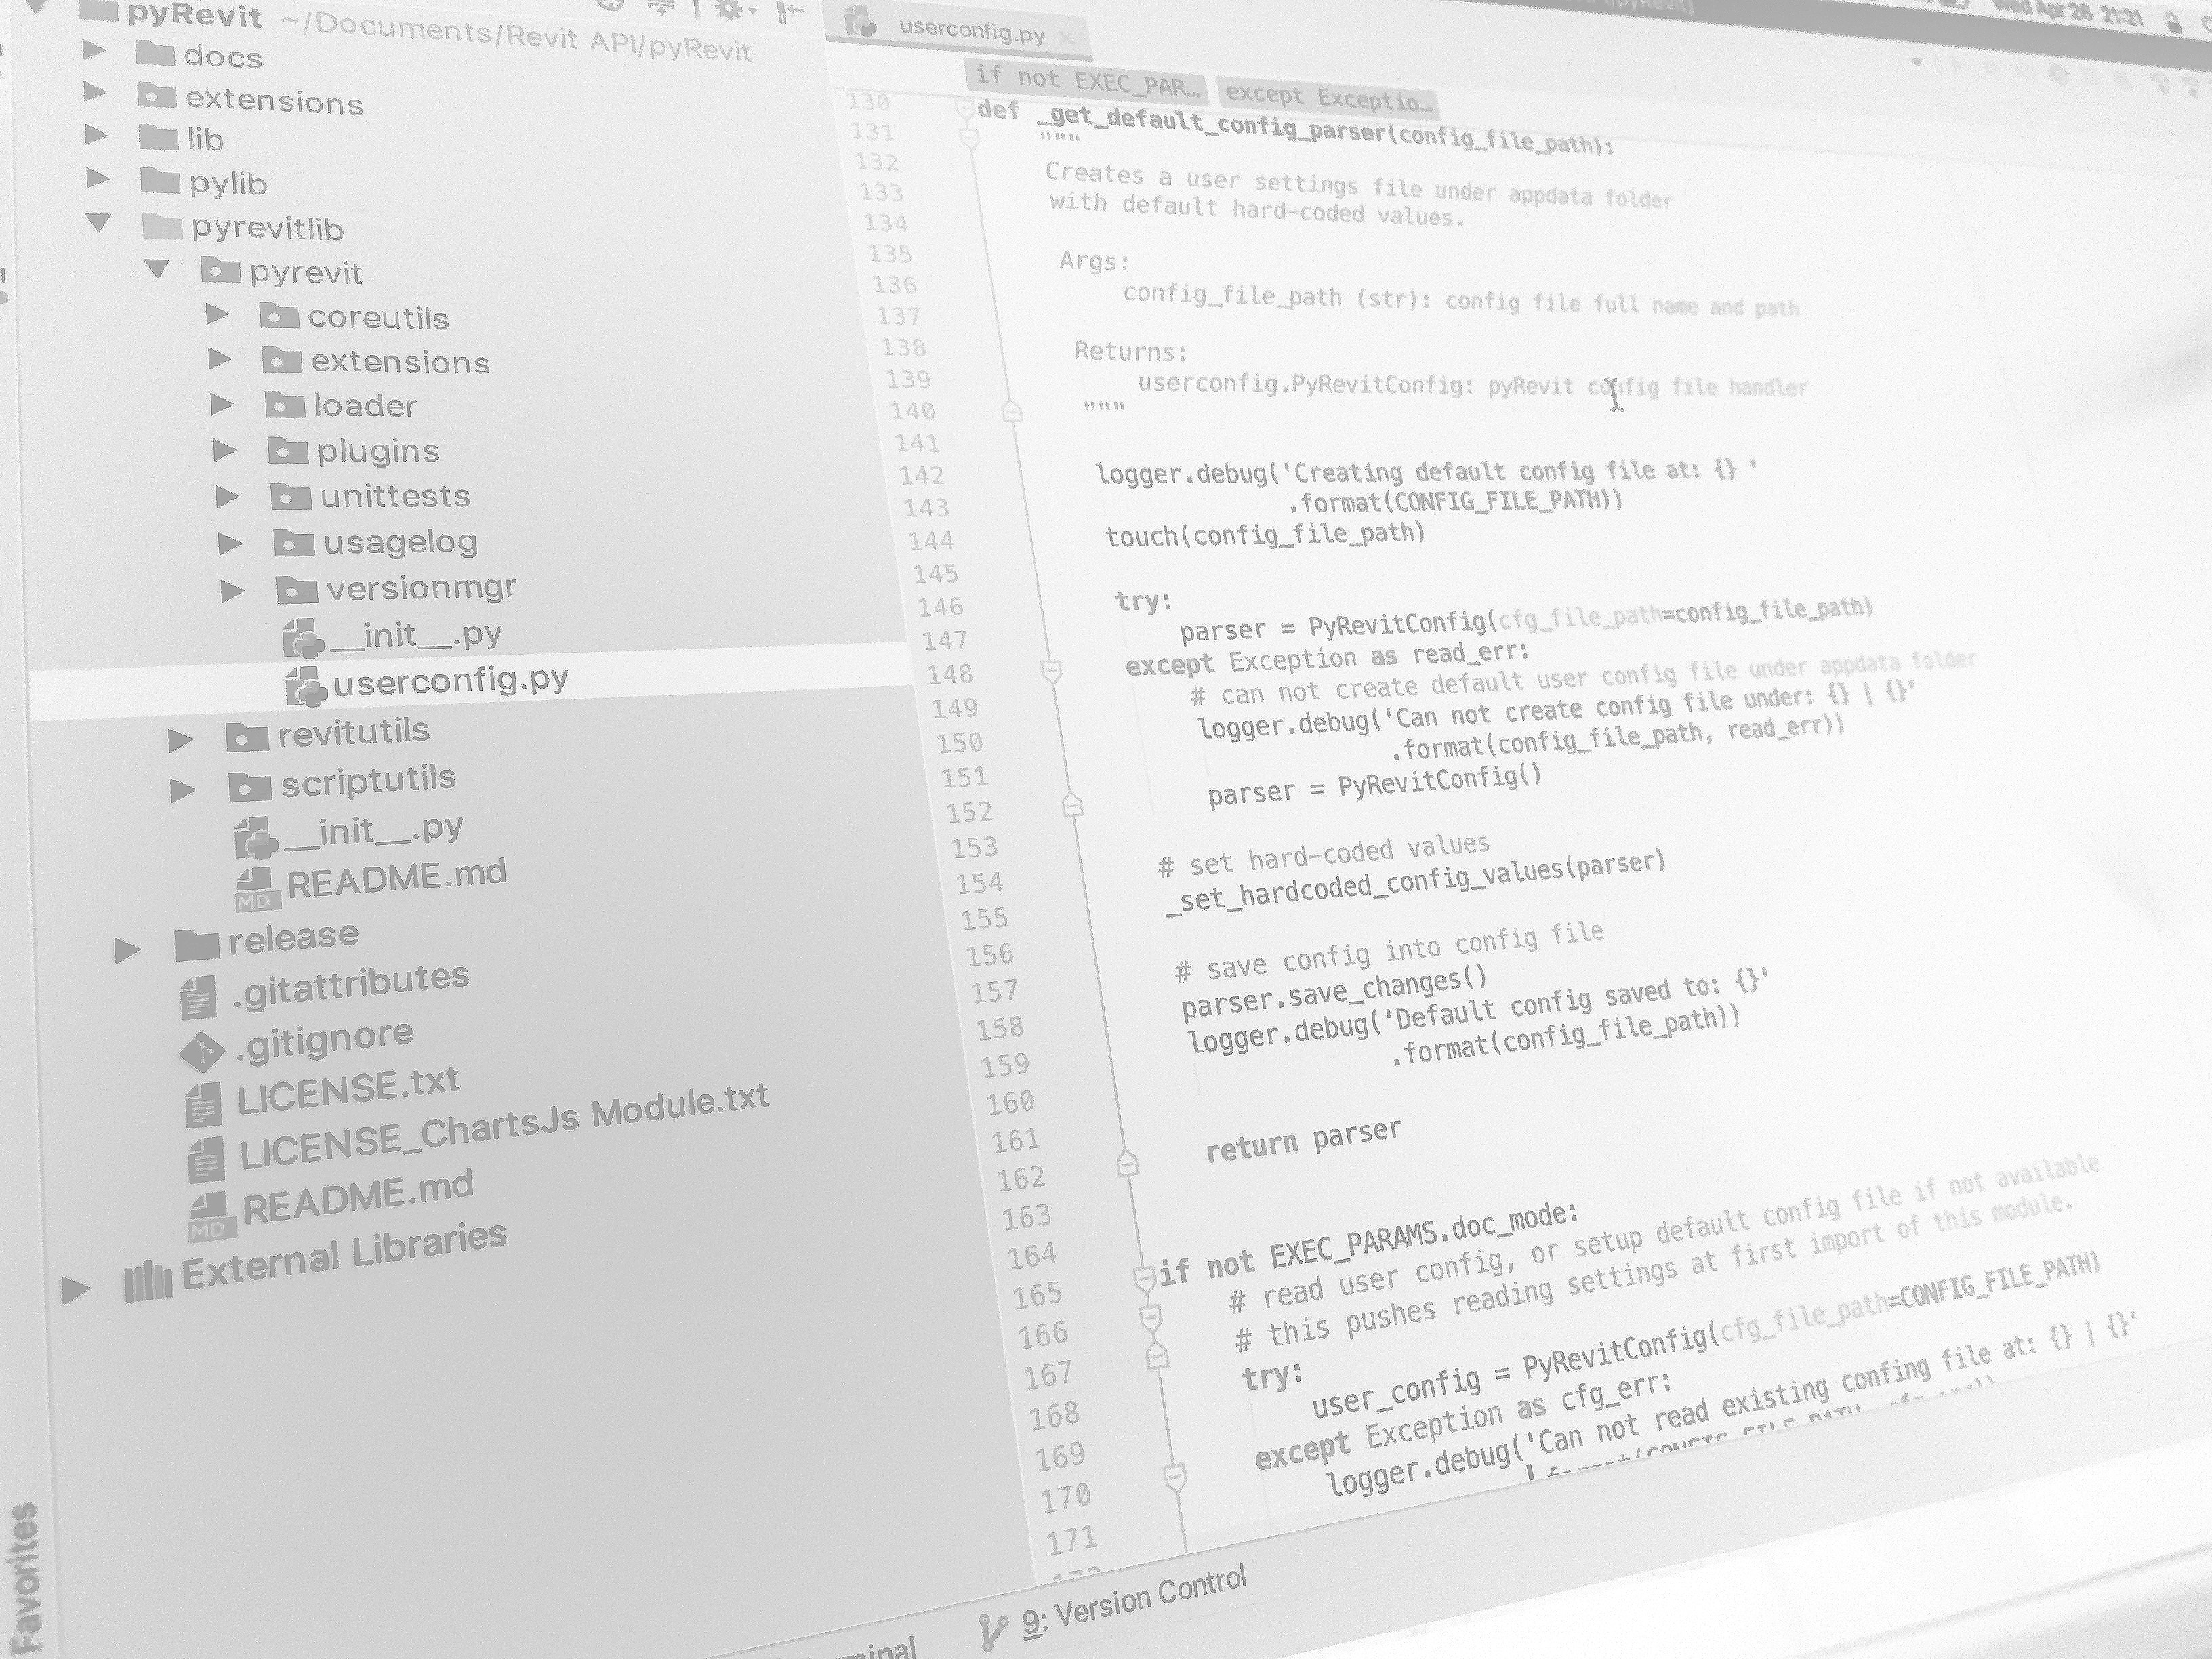 pyRevit ~/Documents/Revit API/pyRevit
docs
extensions
lib
pylib
pyrevitlib
pyrevit
coreutils
extensions
loader
plugins
unittests
usagelog
versionmgr
__init__.py
userconfig.py
revitutils
scriptutils
__init__.py
README.md
release
.gitattributes
.gitignore
LICENSE.txt
LICENSE_ChartsJs Module.txt
README.md
External Libraries
Favorites
Wed Apr 26 21:21
userconfig.py
if not EXEC_PAR… except Exceptio…
130 def _get_default_config_parser(config_file_path):
131 """
132 Creates a user settings file under appdata folder
133 with default hard-coded values.
134
135 Args:
136 config_file_path (str): config file full name and path
137
138 Returns:
139 userconfig.PyRevitConfig: pyRevit config file handler
140 """
141
142 logger.debug('Creating default config file at: {} '
143 .format(CONFIG_FILE_PATH))
144 touch(config_file_path)
145
146 try:
147 parser = PyRevitConfig(cfg_file_path=config_file_path)
148 except Exception as read_err:
149 # can not create default user config file under appdata folder
150 logger.debug('Can not create config file under: {} | {}'
151 .format(config_file_path, read_err))
152 parser = PyRevitConfig()
153
154 # set hard-coded values
155 _set_hardcoded_config_values(parser)
156
157 # save config into config file
158 parser.save_changes()
159 logger.debug('Default config saved to: {}'
160 .format(config_file_path))
161
162 return parser
163
164
165 if not EXEC_PARAMS.doc_mode:
166 # read user config, or setup default config file if not available
167 # this pushes reading settings at first import of this module.
168 try:
169 user_config = PyRevitConfig(cfg_file_path=CONFIG_FILE_PATH)
170 except Exception as cfg_err:
171 logger.debug('Can not read existing confing file at: {} | {}'
9: Version Control